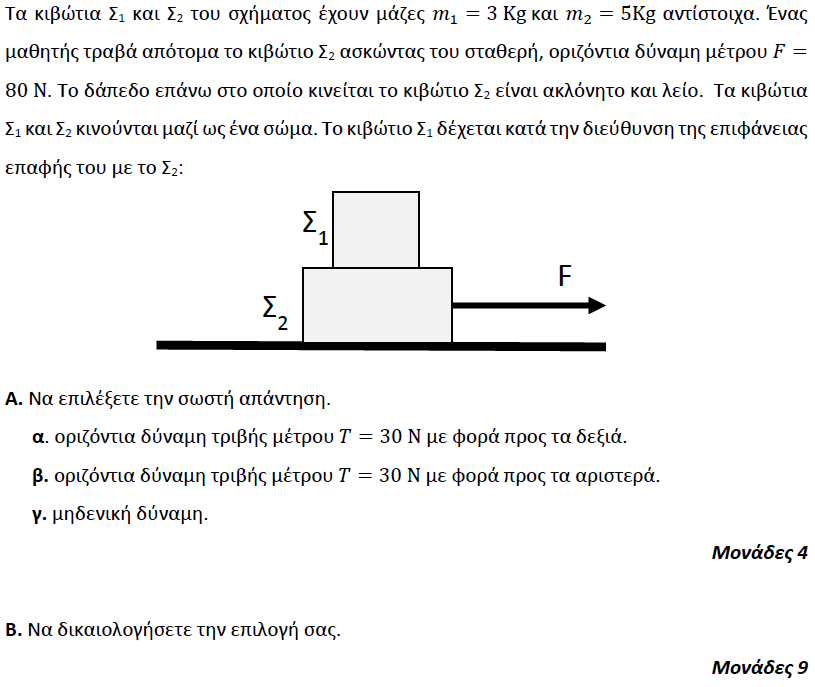 Τα κιβώτια Σ₁ και Σ₂ του σχήματος έχουν μάζες m₁ = 3 Kg και m₂ = 5Kg αντίστοιχα. Ένας
μαθητής τραβά απότομα το κιβώτιο Σ₂ ασκώντας του σταθερή, οριζόντια δύναμη μέτρου F =
80 N. Το δάπεδο επάνω στο οποίο κινείται το κιβώτιο Σ₂ είναι ακλόνητο και λείο. Τα κιβώτια
Σ₁ και Σ₂ κινούνται μαζί ως ένα σώμα. Το κιβώτιο Σ₁ δέχεται κατά την διεύθυνση της επιφάνειας
επαφής του με το Σ₂:
Σ₁
F
Σ₂
Α. Να επιλέξετε την σωστή απάντηση.
α. οριζόντια δύναμη τριβής μέτρου T = 30 N με φορά προς τα δεξιά.
β. οριζόντια δύναμη τριβής μέτρου T = 30 N με φορά προς τα αριστερά.
γ. μηδενική δύναμη.
Μονάδες 4
Β. Να δικαιολογήσετε την επιλογή σας.
Μονάδες 9